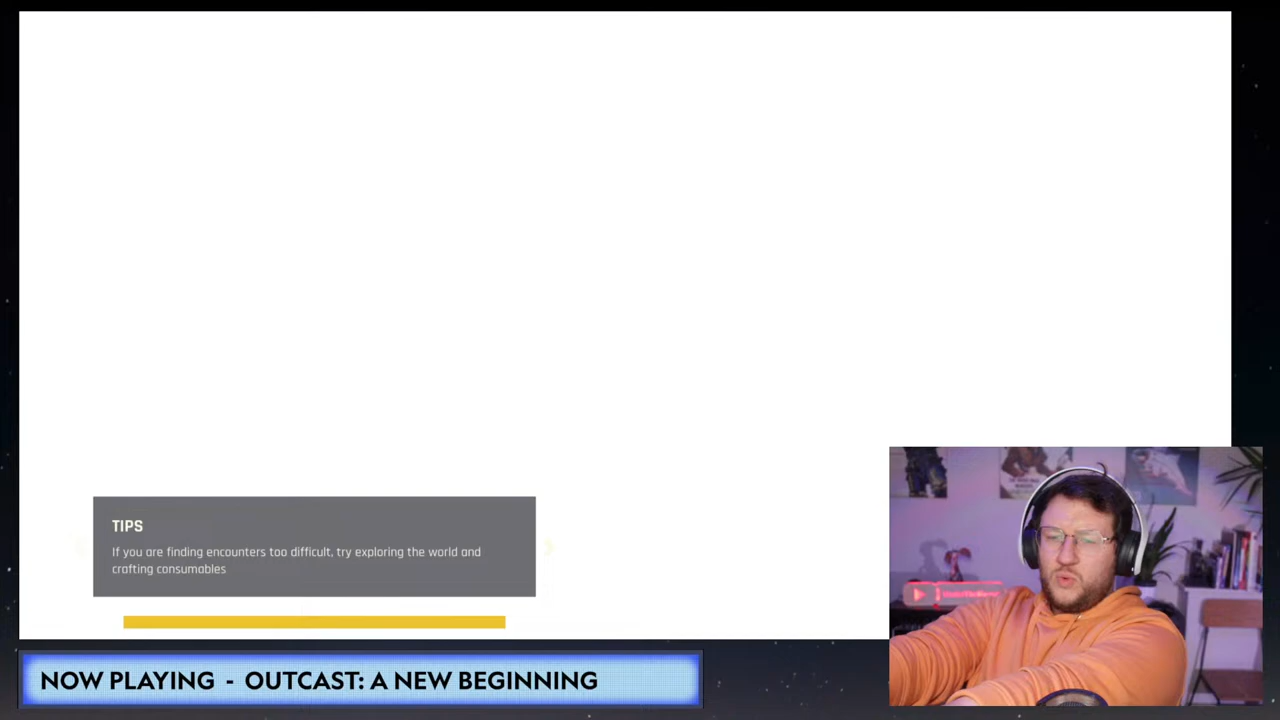 TIPS
If you are finding encounters too difficult, try exploring the world and
crafting consumables
NOW PLAYING - OUTCAST: A NEW BEGINNING